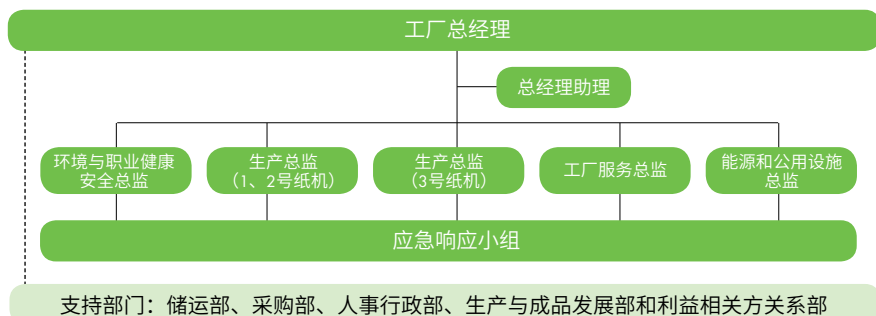 工厂总经理
总经理助理
环境与职业健康
安全总监
生产总监
（1、2号纸机）
生产总监
（3号纸机）
工厂服务总监
能源和公用设施
总监
应急响应小组
支持部门：储运部、采购部、人事行政部、生产与成品发展部和利益相关方关系部